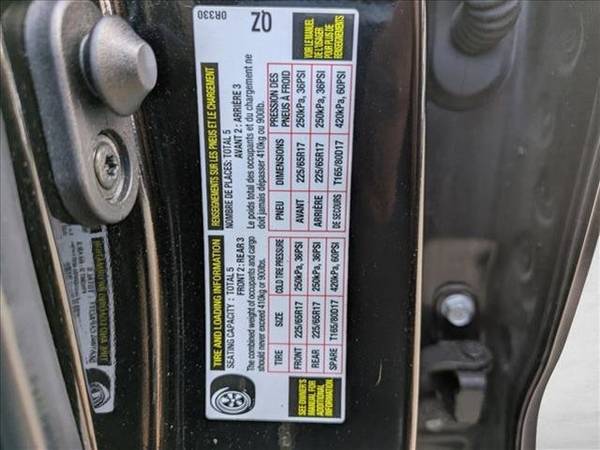 TIRE AND LOADING INFORMATION
SEATING CAPACITY : TOTAL 5
FRONT 2 : REAR 3
The combined weight of occupants and cargo
should never exceed 410kg or 900lbs.
TIRE SIZE COLD TIRE PRESSURE
FRONT 225/65R17 250kPa, 36PSI
REAR 225/65R17 250kPa, 36PSI
SPARE T165/80D17 420kPa, 60PSI
SEE OWNER'S
MANUAL FOR
ADDITIONAL
INFORMATION.
RENSEIGNEMENTS SUR LES PNEUS ET LE CHARGEMENT
NOMBRE DE PLACES: TOTAL 5
AVANT 2 : ARRIÈRE 3
Le poids total des occupants et du chargement ne
doit jamais dépasser 410kg ou 900lb.
PNEU DIMENSIONS PRESSION DES
PNEUS À FROID
AVANT 225/65R17 250kPa, 36PSI
ARRIÈRE 225/65R17 250kPa, 36PSI
DE SECOURS T165/80D17 420kPa, 60PSI
VOIR LE MANUEL
DE L'USAGER
POUR PLUS DE
RENSEIGNEMENTS
0R330
QZ